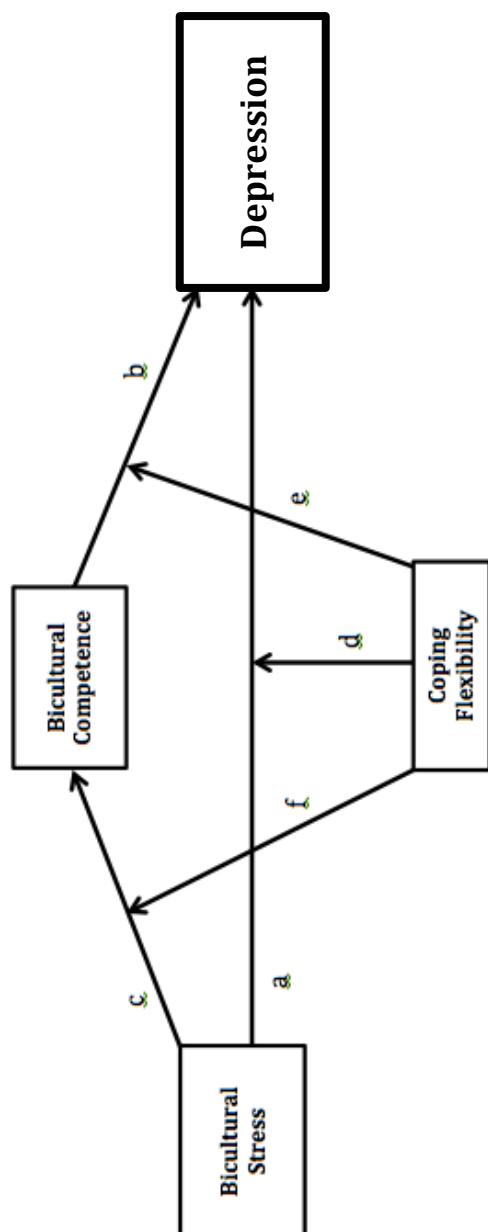 Bicultural
Stress
c
a
f
Bicultural
Competence
Coping
Flexibility
d
e
b
Depression